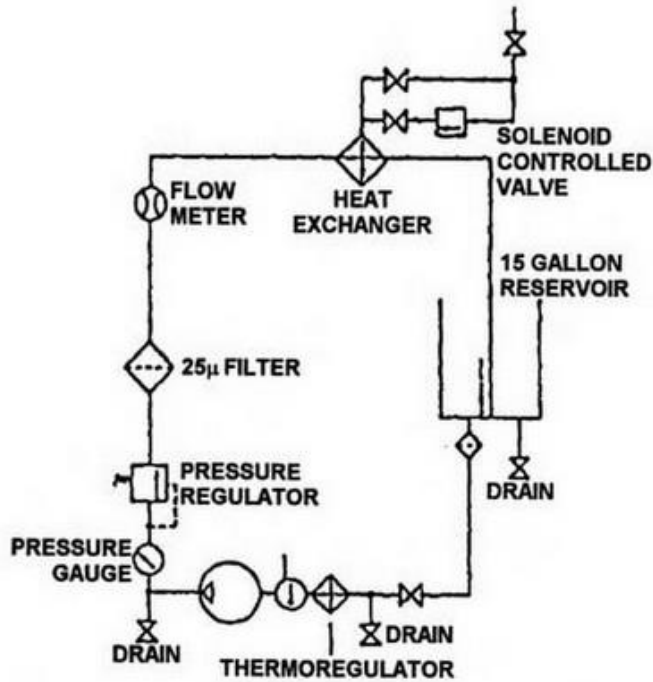 SOLENOID
CONTROLLED
VALVE
FLOW
METER
HEAT
EXCHANGER
15 GALLON
RESERVOIR
25μ FILTER
PRESSURE
REGULATOR
DRAIN
PRESSURE
GAUGE
DRAIN
DRAIN
THERMOREGULATOR